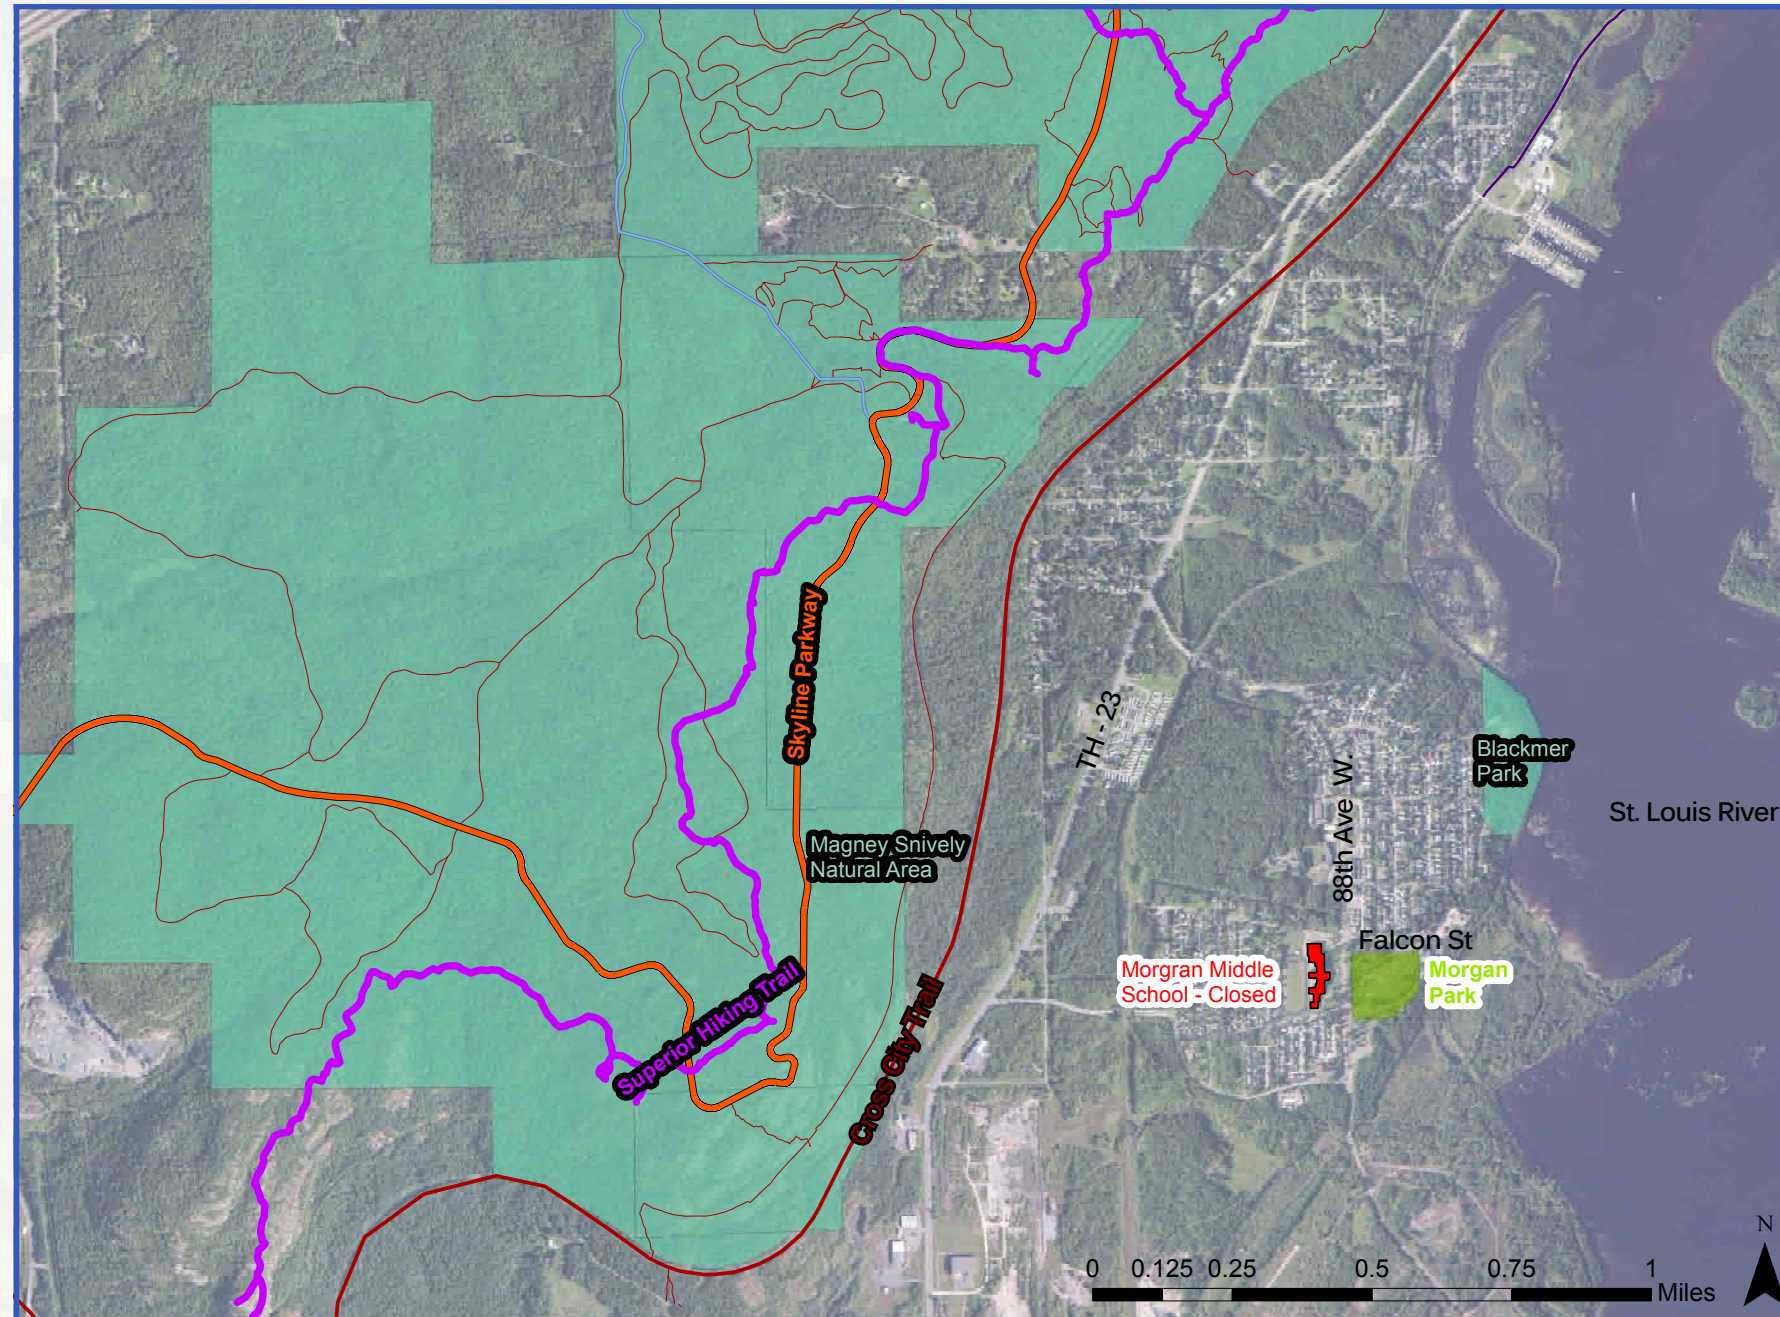 Skyline Parkway
TH - 23
Blackmer
Park
88th Ave W.
St. Louis River
Magney Snively
Natural Area
Falcon St
Superior Hiking Trail
Cross City Trail
Morgran Middle
School - Closed
Morgan
Park
N
0 0.125 0.25 0.5 0.75 1
Miles